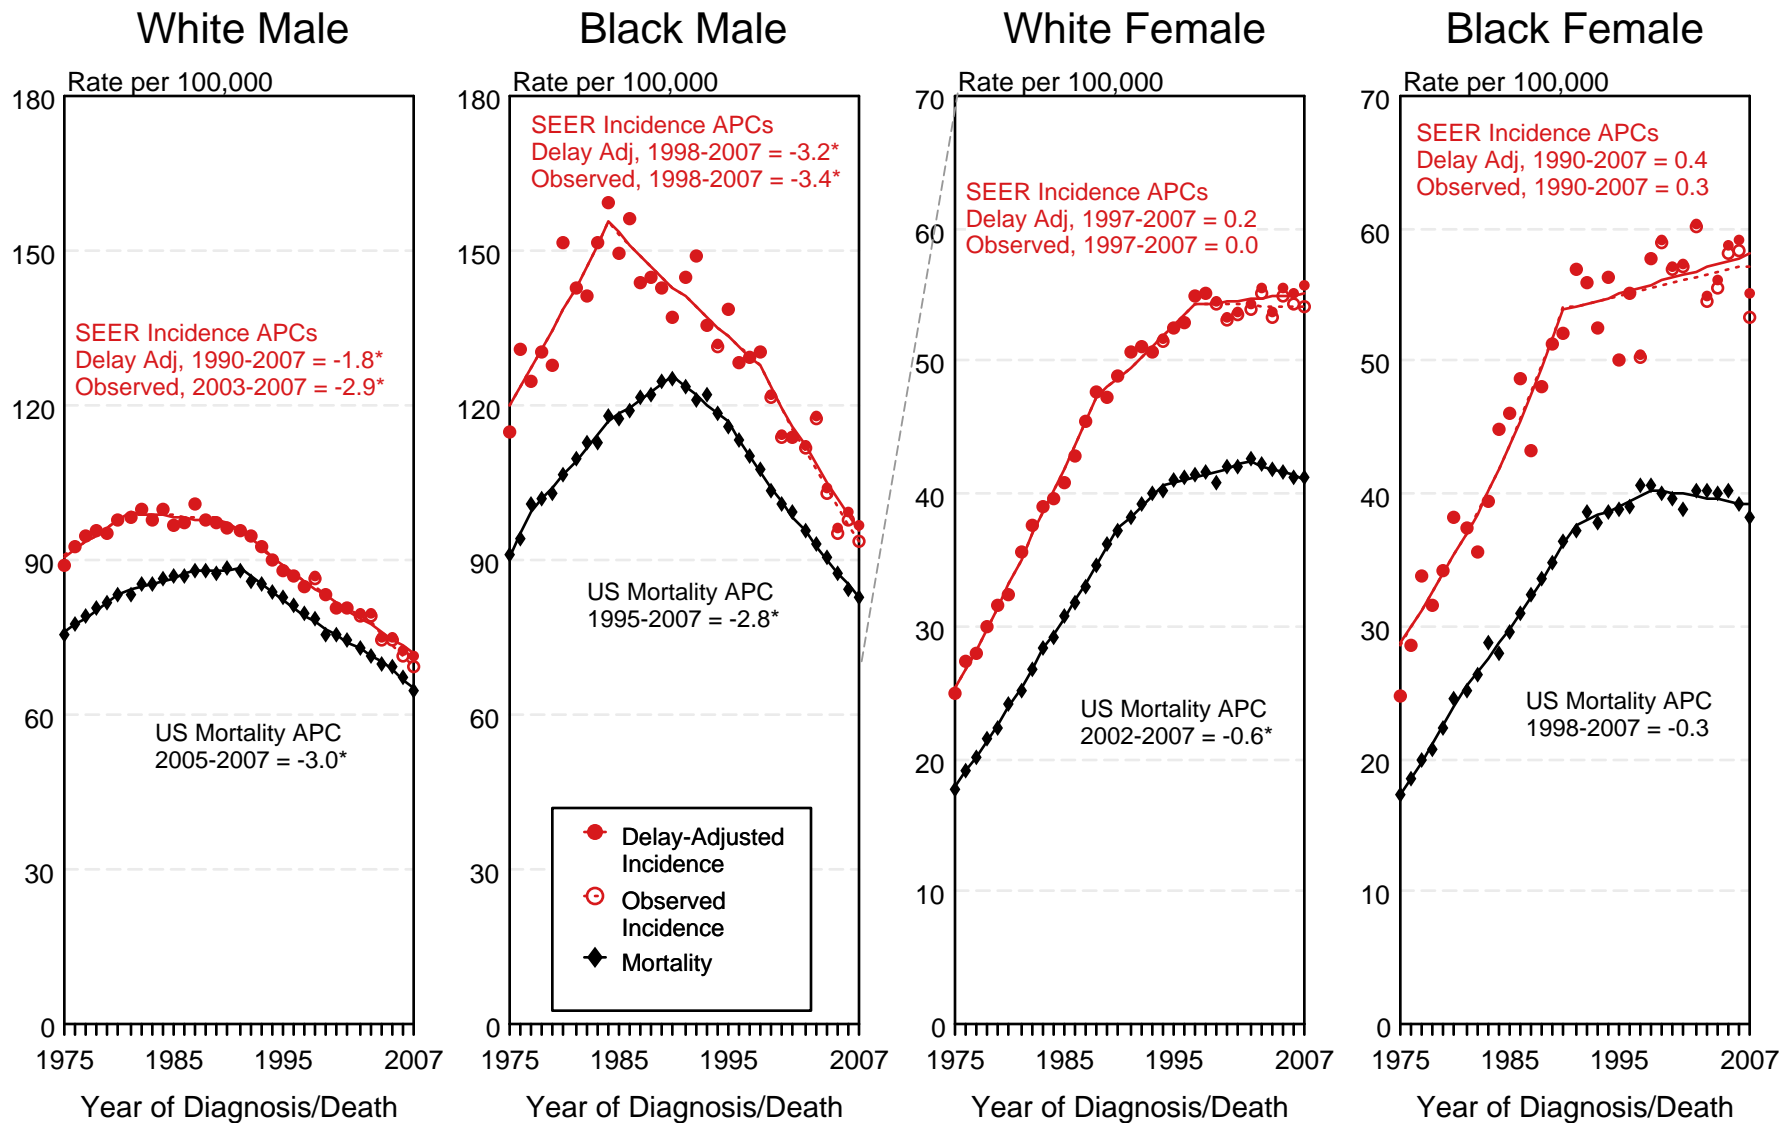 White Male
Rate per 100,000
180
150
120
90
60
30
0
SEER Incidence APCs
Delay Adj, 1990-2007 = -1.8*
Observed, 2003-2007 = -2.9*
US Mortality APC
2005-2007 = -3.0*
1975
1985
1995
2007
Year of Diagnosis/Death
Black Male
Rate per 100,000
180
150
120
90
60
30
0
SEER Incidence APCs
Delay Adj, 1998-2007 = -3.2*
Observed, 1998-2007 = -3.4*
US Mortality APC
1995-2007 = -2.8*
Delay-Adjusted
Incidence
Observed
Incidence
Mortality
1975
1985
1995
2007
Year of Diagnosis/Death
White Female
Rate per 100,000
70
60
50
40
30
20
10
0
SEER Incidence APCs
Delay Adj, 1997-2007 = 0.2
Observed, 1997-2007 = 0.0
US Mortality APC
2002-2007 = -0.6*
1975
1985
1995
2007
Year of Diagnosis/Death
Black Female
Rate per 100,000
70
60
50
40
30
20
10
0
SEER Incidence APCs
Delay Adj, 1990-2007 = 0.4
Observed, 1990-2007 = 0.3
US Mortality APC
1998-2007 = -0.3
1975
1985
1995
2007
Year of Diagnosis/Death